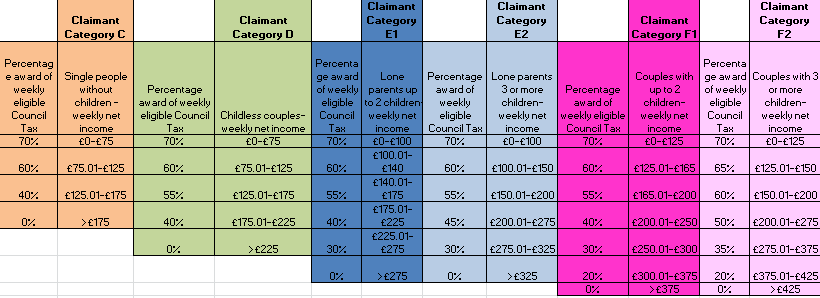 Claimant Category C Claimant Category D Claimant Category E1 Claimant Category E2 Claimant Category F1 Claimant Category F2
Percentag e award of weekly eligible Council Tax Single people without children - weekly net income Percentage award of weekly eligible Council Tax Childless couples- weekly net income Percenta ge award of weekly eligible Council Tax Lone parents up to 2 children- weekly net income Percentage award of weekly eligible Council Tax Lone parents 3 or more children- weekly net income Percentage award of weekly eligible Council Tax Couples with up to 2 children- weekly net income Percenta ge award of weekly eligible Council Tax Couples with 3 or more children- weekly net income
70% £0-£75 70% £0-£75 70% £0-£100 70% £0-£100 70% £0-£125 70% £0-£125
60% £75.01-£125 60% £75.01-£125 60% £100.01- £140 60% £100.01-£150 60% £125.01-£165 65% £125.01-£150
40% £125.01-£175 55% £125.01-£175 55% £140.01- £175 55% £150.01-£200 55% £165.01-£200 60% £150.01-£200
0% >£175 40% £175.01-£225 40% £175.01- £225 45% £200.01-£275 40% £200.01-£250 50% £200.01-£275
0% >£225 30% £225.01- £275 30% £275.01-£325 30% £250.01-£300 35% £275.01-£375
0% >£275 0% >£325 20% £300.01-£375 20% £375.01-£425
0% >£375 0% >£425